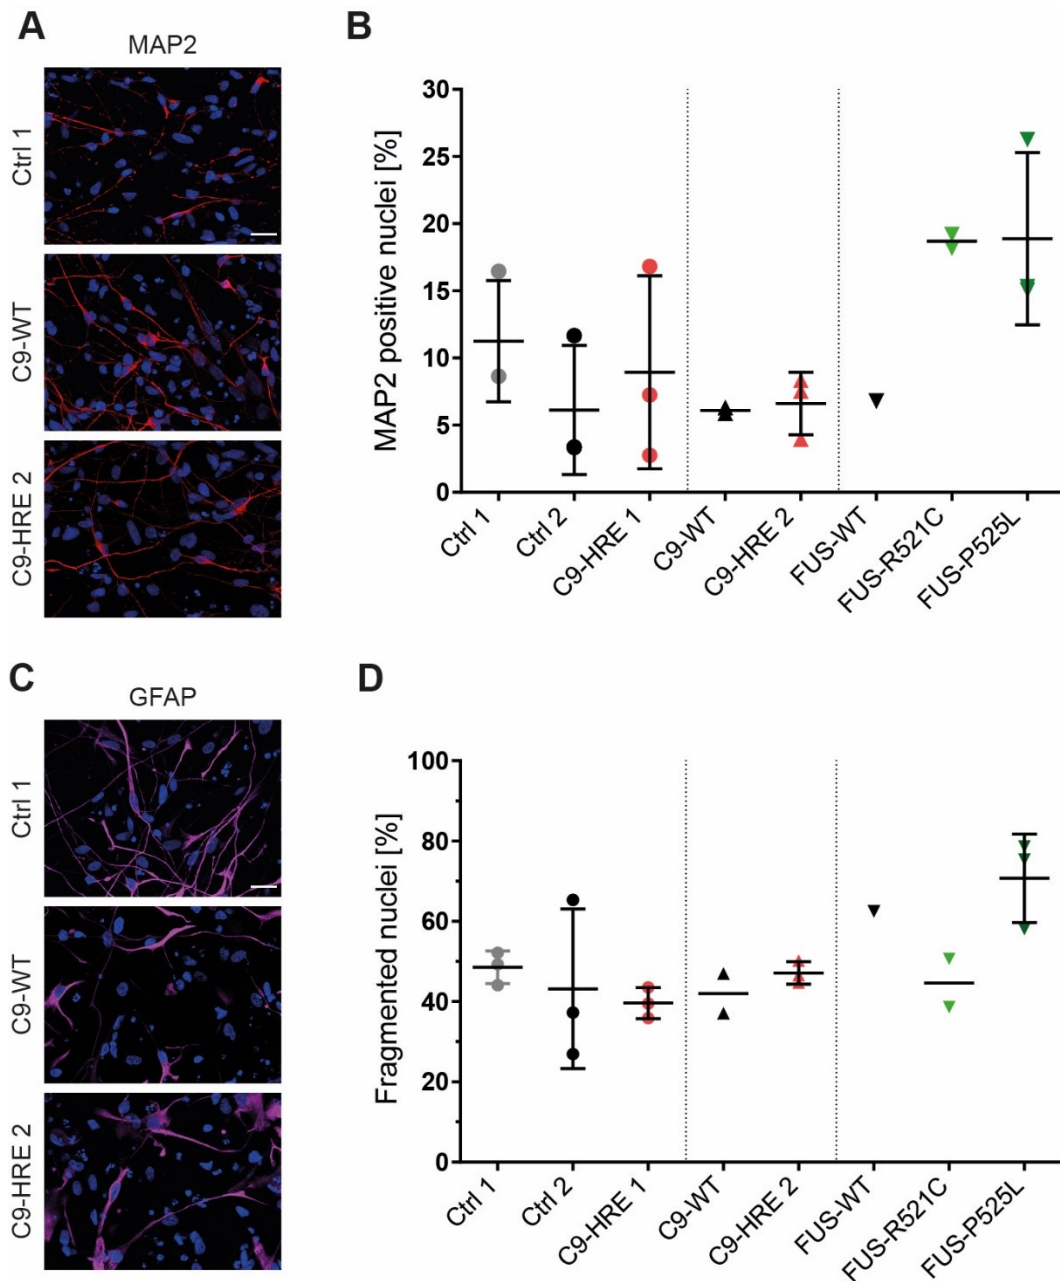 A
MAP2
Ctrl 1
C9-WT
C9-HRE 2
B
MAP2 positive nuclei [%]
30
25
20
15
10
5
0
Ctrl 1
Ctrl 2
C9-HRE 1
C9-WT
C9-HRE 2
FUS-WT
FUS-R521C
FUS-P525L
C
GFAP
Ctrl 1
C9-WT
C9-HRE 2
D
Fragmented nuclei [%]
100
80
60
40
20
0
Ctrl 1
Ctrl 2
C9-HRE 1
C9-WT
C9-HRE 2
FUS-WT
FUS-R521C
FUS-P525L